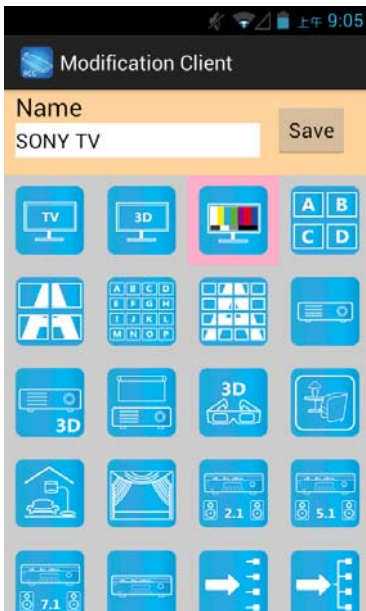 上午 9:05
RCC
Modification Client
Name
SONY TV
Save
TV
3D
A B
C D
A B C D
E F G H
I J K L
M N O P
3D
3D
2.1
5.1
7.1